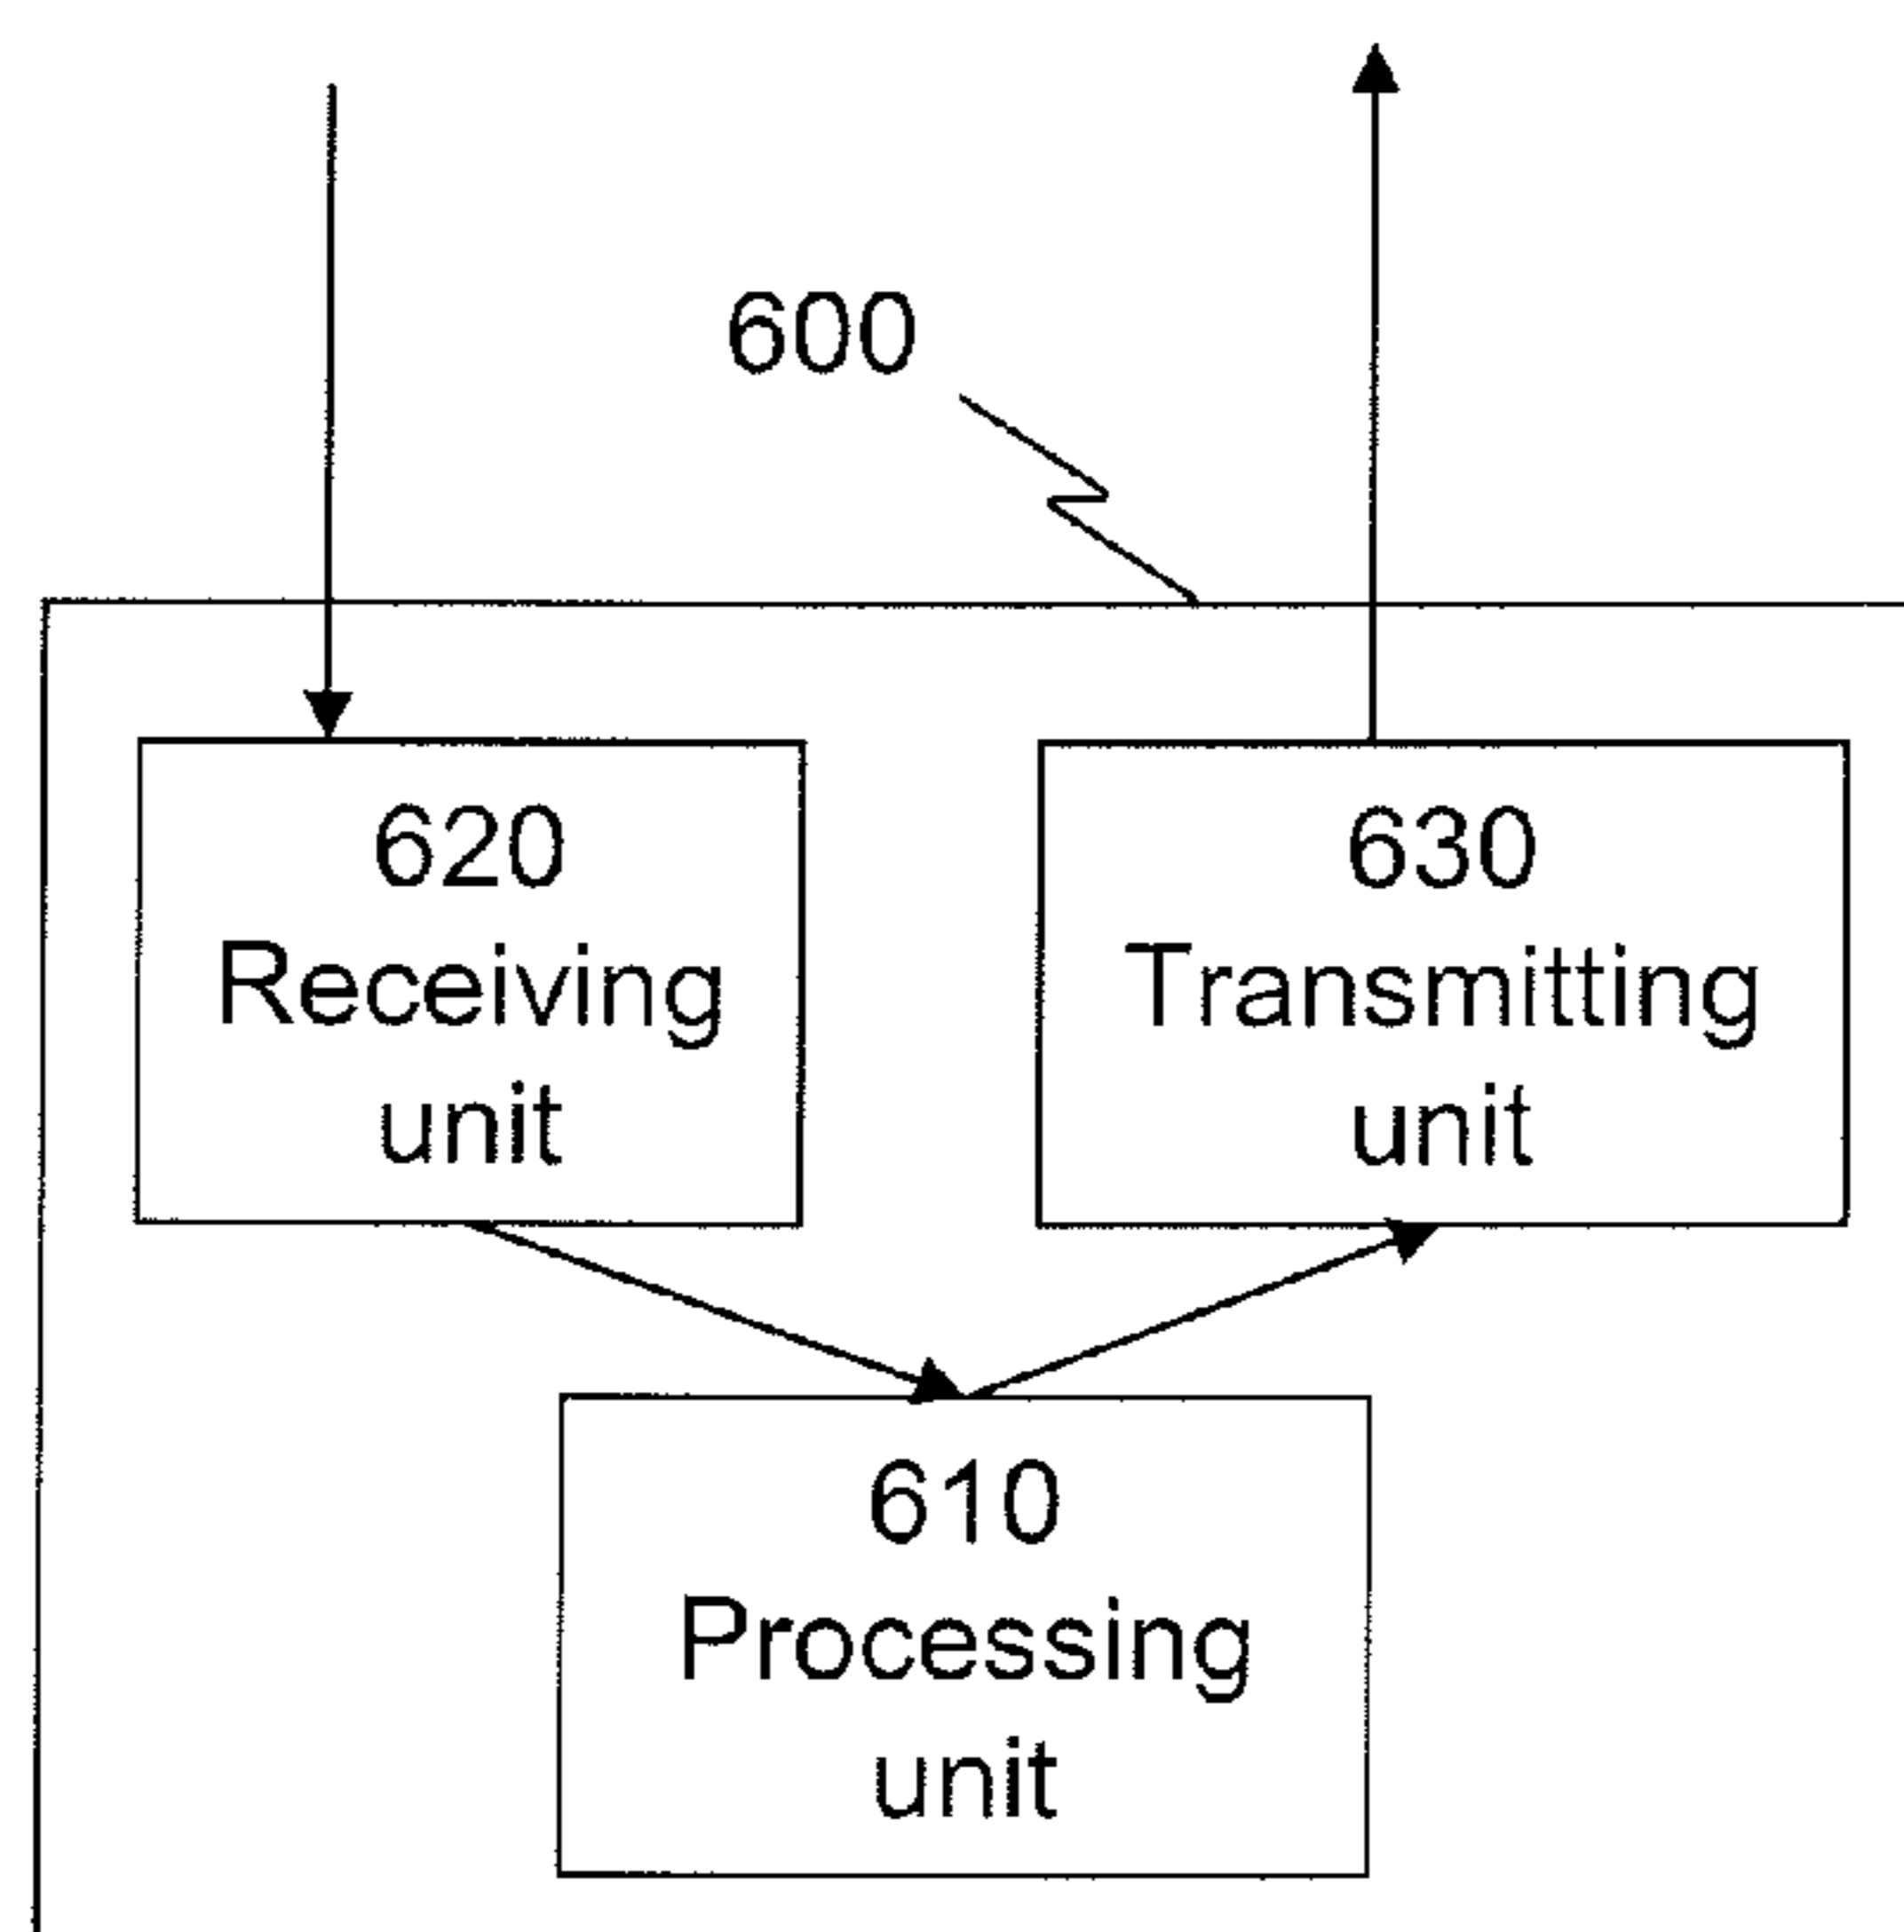 600
620
Receiving
unit
630
Transmitting
unit
610
Processing
unit